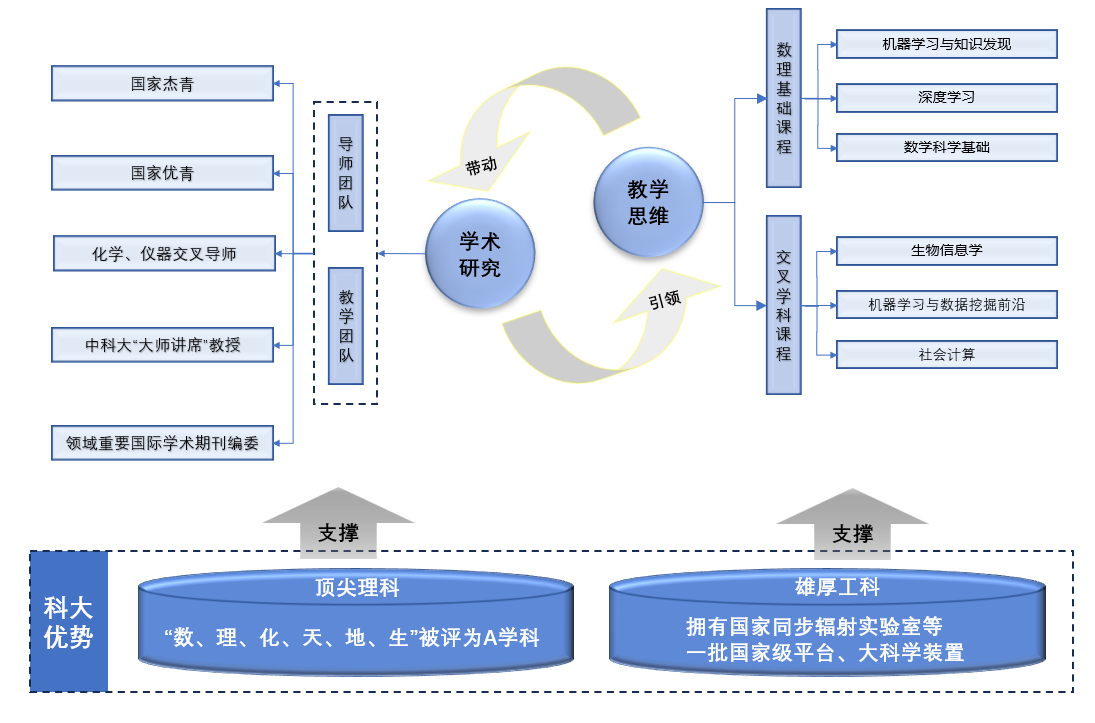 国家杰青
国家优青
化学、仪器交叉导师
中科大“大师讲席”教授
领域重要国际学术期刊编委
导师团队
教学团队
带动
学术
研究
教学
思维
引领
数理基础课程
机器学习与知识发现
深度学习
数学科学基础
交叉学科课程
生物信息学
机器学习与数据挖掘前沿
社会计算
支撑
支撑
科大
优势
顶尖理科
“数、理、化、天、地、生”被评为A学科
雄厚工科
拥有国家同步辐射实验室等
一批国家级平台、大科学装置